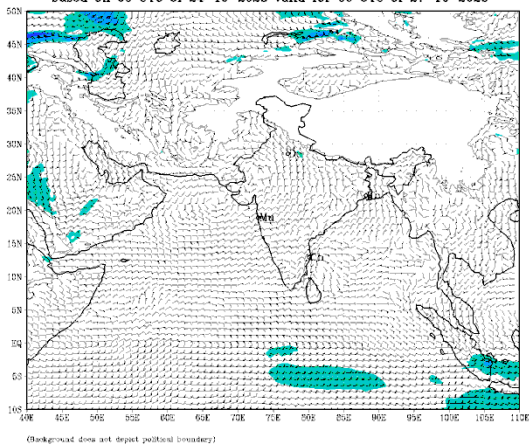 50N
45N
40N
35N
30N
25N
20N
15N
10N
5N
EQ
5S
10S
Mu
40E 45E 50E 55E 60E 65E 70E 75E 80E 85E 90E 95E 100E 105E 110E
(Background does not depict political boundary)